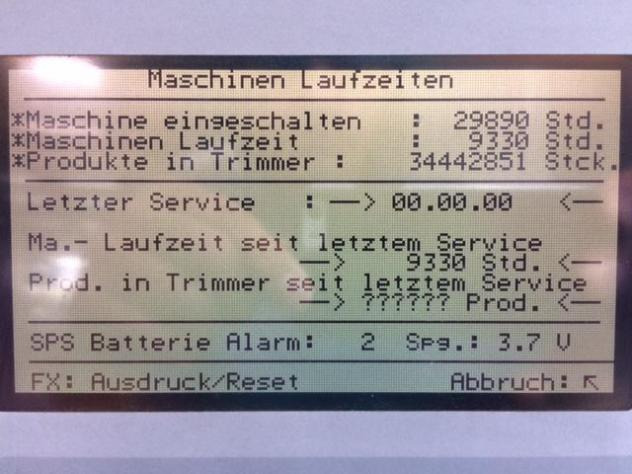 Maschinen Laufzeiten
*Maschine eingeschalten : 29890 Std.
*Maschinen Laufzeit : 9330 Std.
*Produkte in Trimmer : 34442851 Stck.
Letzter Service : —> 00.00.00 <—
Ma.- Laufzeit seit letztem Service
—> 9330 Std. <—
Prod. in Trimmer seit letztem Service
—> ?????? Prod. <—
SPS Batterie Alarm: 2 Spg.: 3.7 V
FX: Ausdruck/Reset Abbruch: ↖